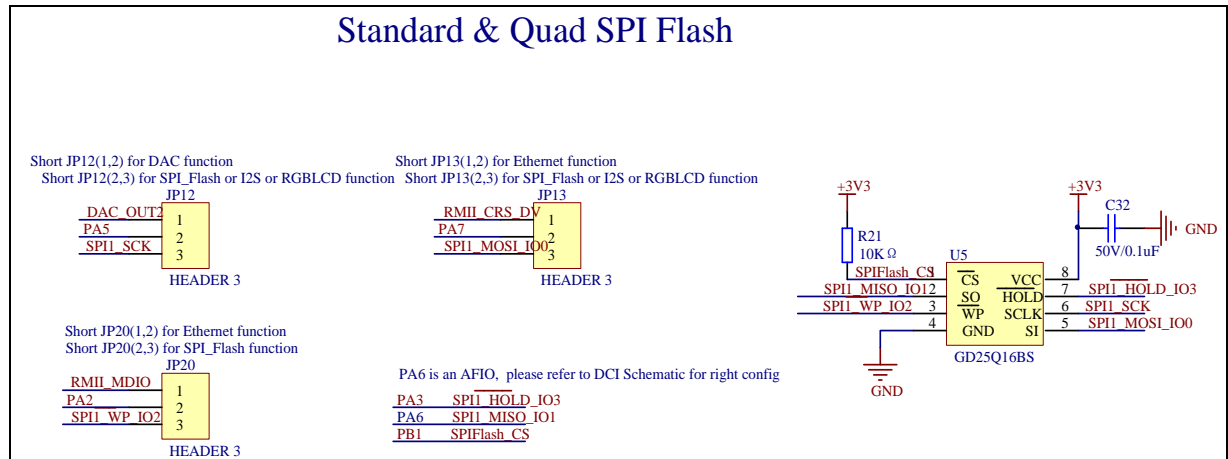 Standard & Quad SPI Flash
Short JP12(1,2) for DAC function
Short JP12(2,3) for SPI_Flash or I2S or RGBLCD function
JP12
DAC_OUT2 1
PA5 2
SPI1_SCK 3
HEADER 3
Short JP13(1,2) for Ethernet function
Short JP13(2,3) for SPI_Flash or I2S or RGBLCD function
JP13
RMII_CRS_DV 1
PA7 2
SPI1_MOSI_IO0 3
HEADER 3
Short JP20(1,2) for Ethernet function
Short JP20(2,3) for SPI_Flash function
JP20
RMII_MDIO 1
PA2 2
SPI1_WP_IO2 3
HEADER 3
PA6 is an AFIO, please refer to DCI Schematic for right config
PA3 SPI1_HOLD_IO3
PA6 SPI1_MISO_IO1
PB1 SPIFlash_CS
+3V3
+3V3
C32
GND
50V/0.1uF
R21
10KΩ
U5
SPIFlash_CS 1 CS VCC 8
SPI1_MISO_IO1 2 SO HOLD 7 SPI1_HOLD_IO3
SPI1_WP_IO2 3 WP SCLK 6 SPI1_SCK
4 GND SI 5 SPI1_MOSI_IO0
GD25Q16BS
GND